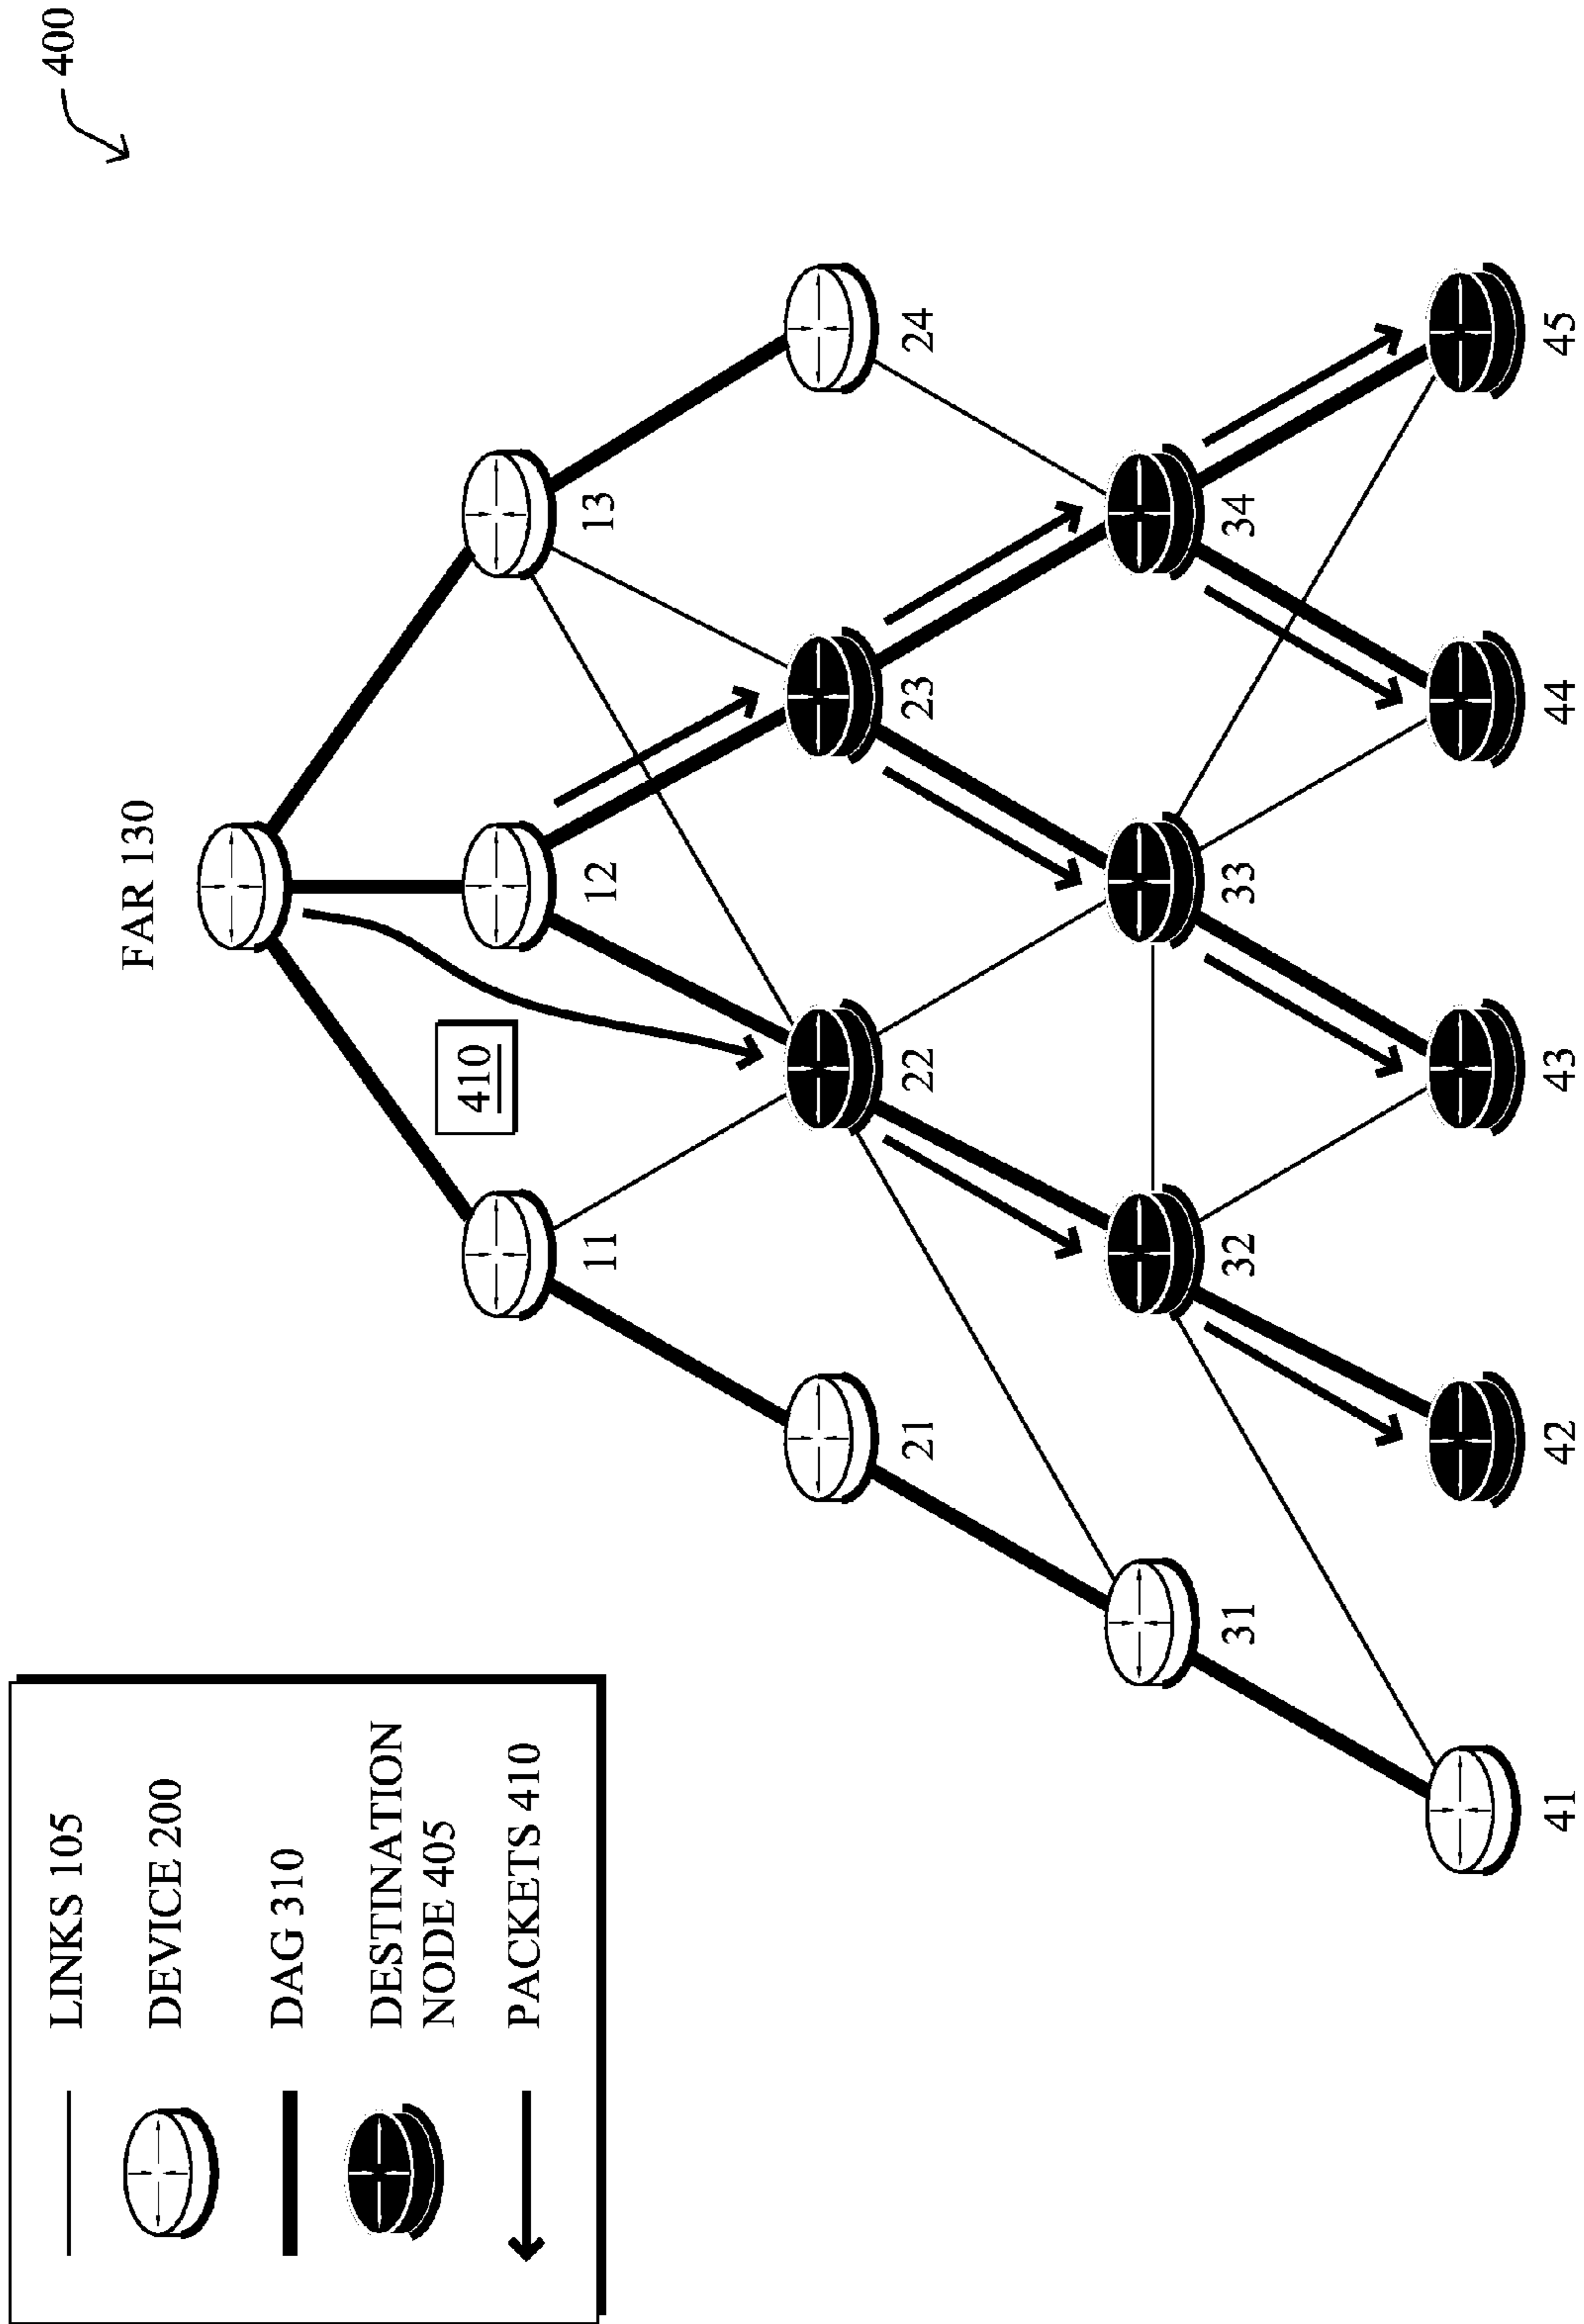 400
LINKS 105
DEVICE 200
DAG 310
DESTINATION
NODE 405
PACKETS 410
FAR 130
410
11
12
13
21
22
23
24
31
32
33
34
41
42
43
44
45